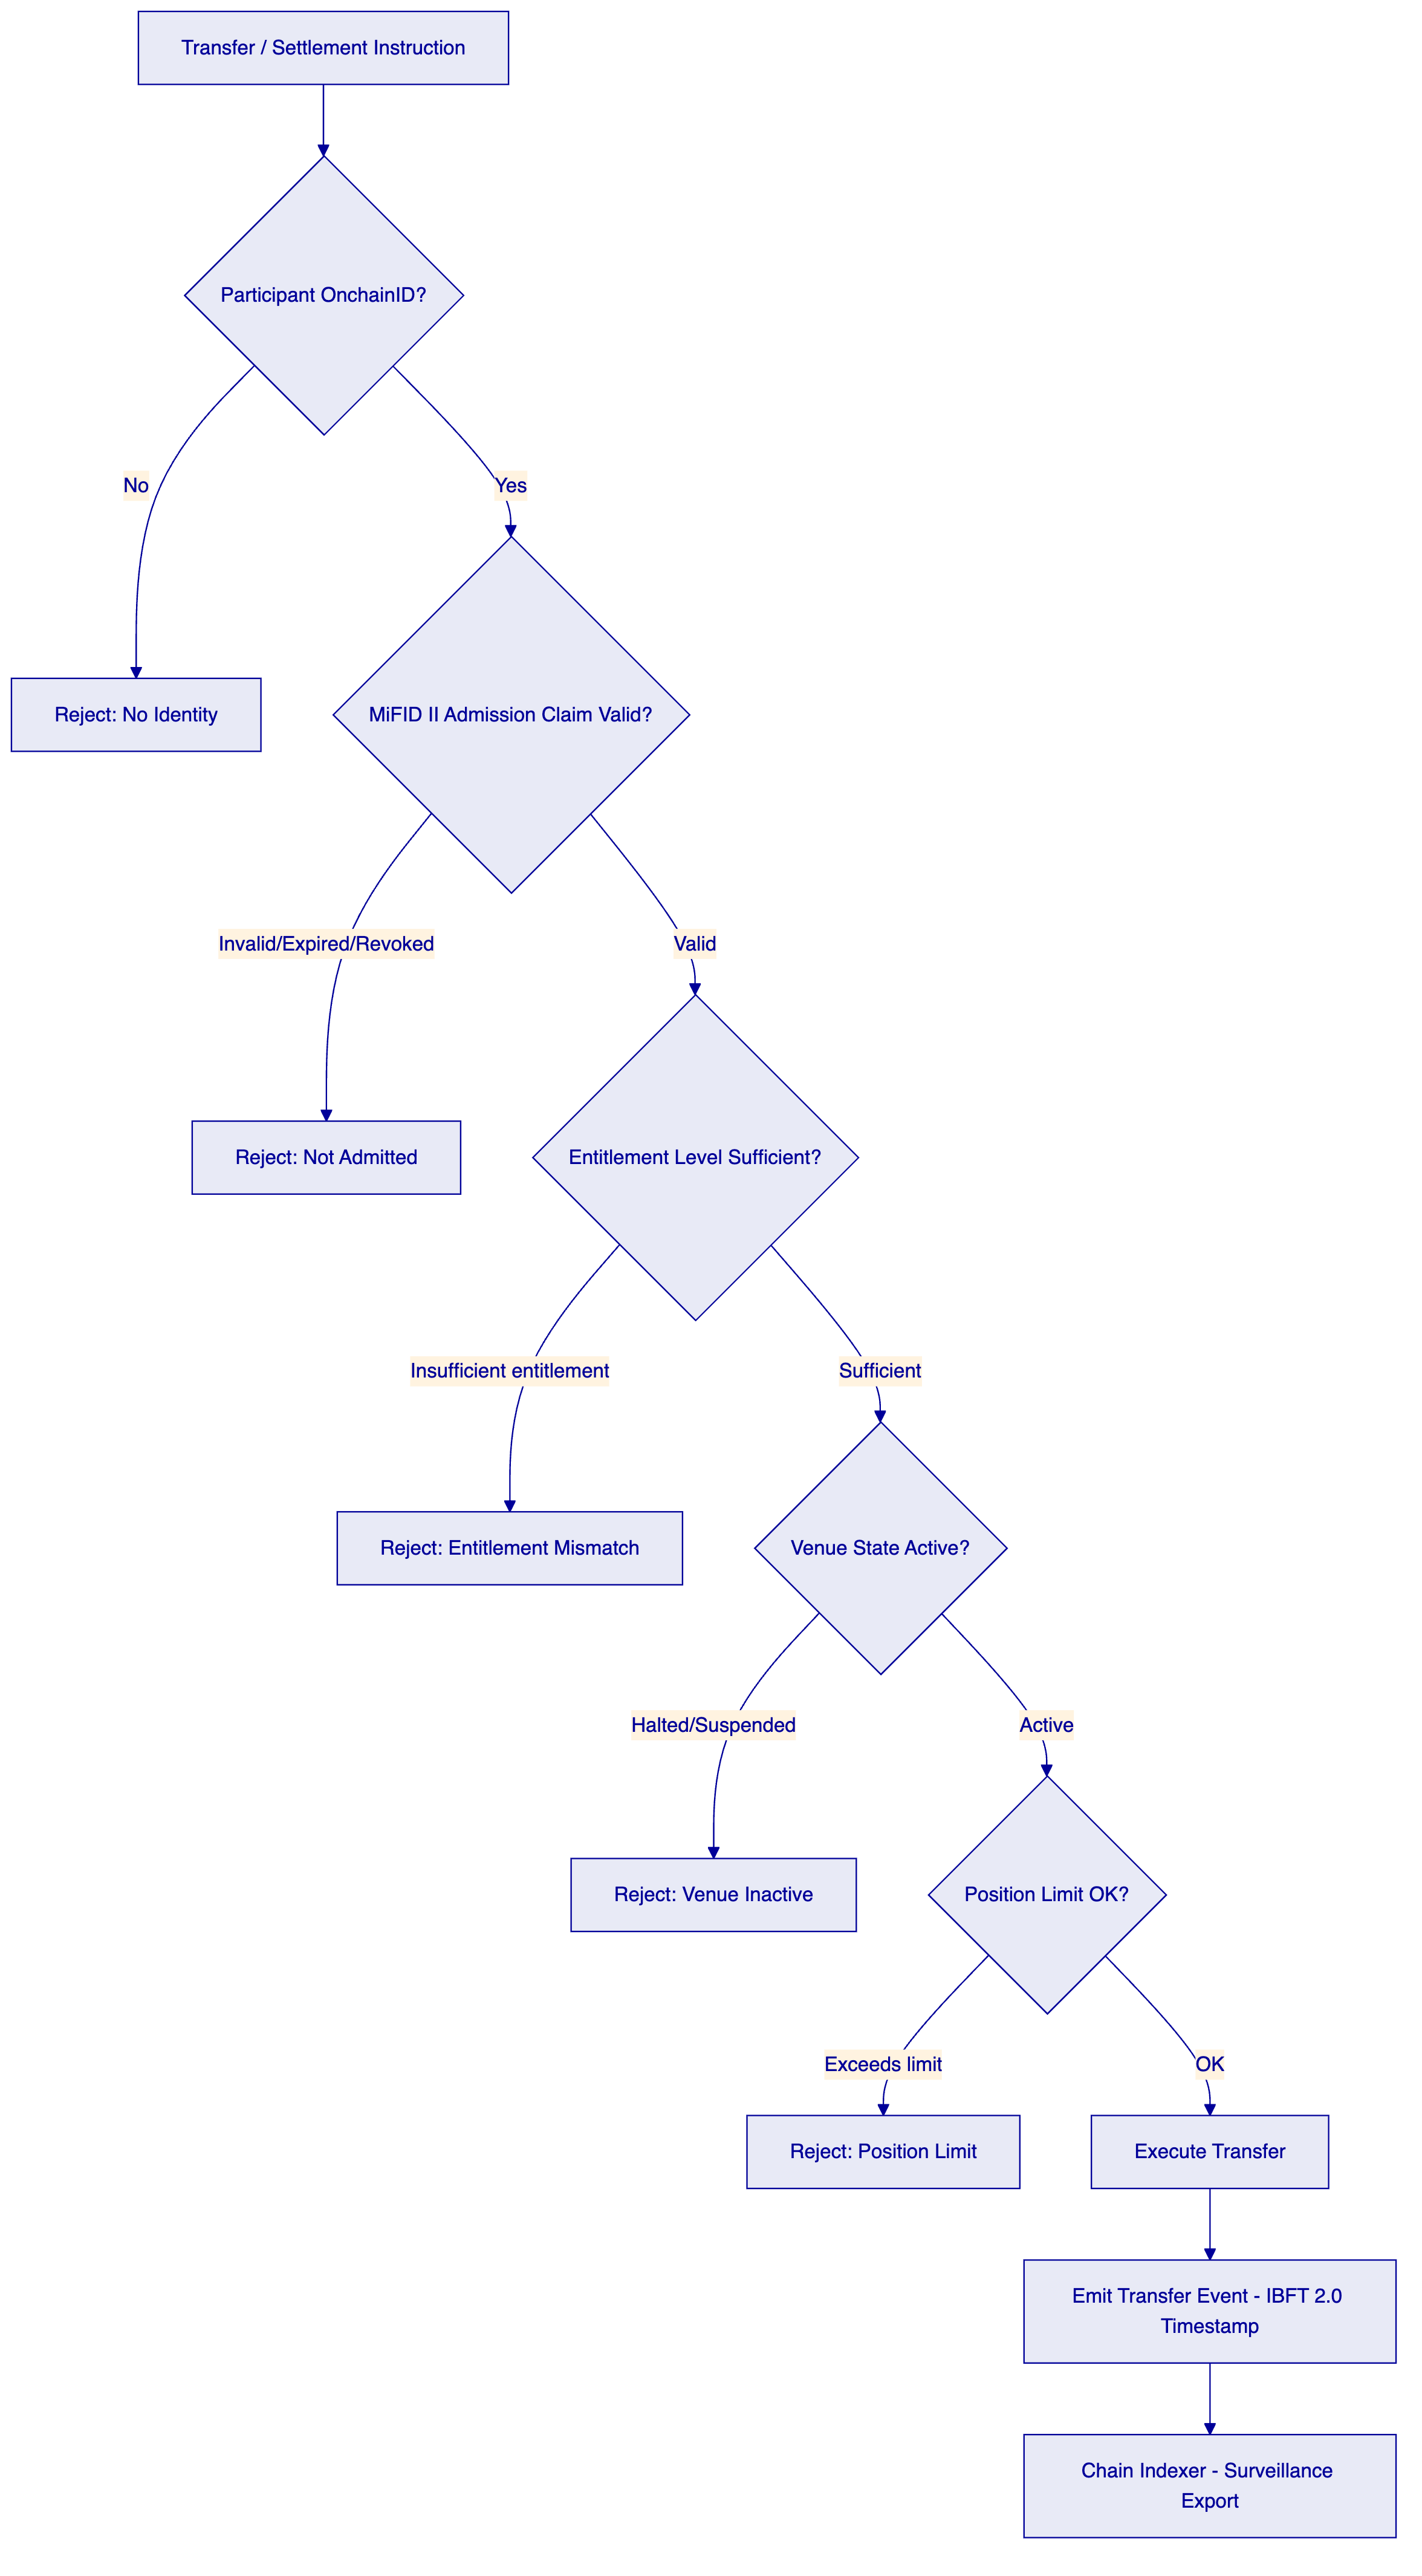 Transfer / Settlement Instruction
Participant OnchainID?
No
Yes
Reject: No Identity
MiFID II Admission Claim Valid?
Invalid/Expired/Revoked
Valid
Reject: Not Admitted
Entitlement Level Sufficient?
Insufficient entitlement
Sufficient
Reject: Entitlement Mismatch
Venue State Active?
Halted/Suspended
Active
Reject: Venue Inactive
Position Limit OK?
Exceeds limit
OK
Reject: Position Limit
Execute Transfer
Emit Transfer Event - IBFT 2.0
Timestamp
Chain Indexer - Surveillance
Export